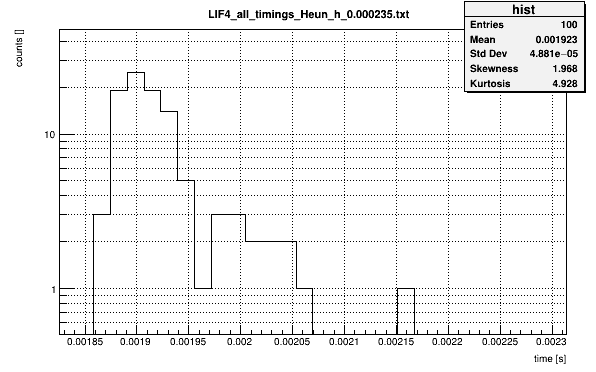 LIF4_all_timings_Heun_h_0.000235.txt
hist
Entries 100
Mean 0.001923
Std Dev 4.881e−05
Skewness 1.968
Kurtosis 4.928
counts []
10
1
0.00185 0.0019 0.00195 0.002 0.00205 0.0021 0.00215 0.0022 0.00225 0.0023
time [s]